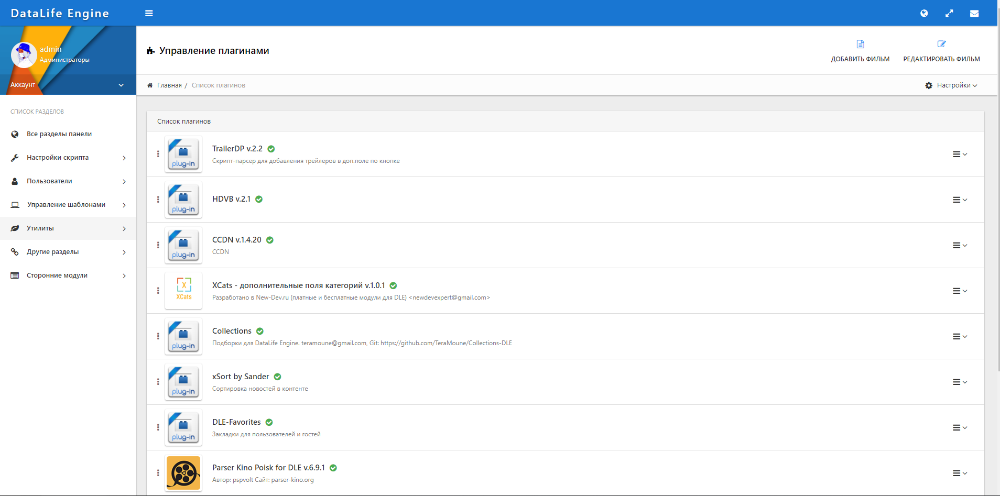 DataLife Engine
admin
Администраторы
Аккаунт
СПИСОК РАЗДЕЛОВ
Все разделы панели
Настройки скрипта
Пользователи
Управление шаблонами
Утилиты
Другие разделы
Сторонние модули
Управление плагинами
ДОБАВИТЬ ФИЛЬМ
РЕДАКТИРОВАТЬ ФИЛЬМ
Главная / Список плагинов
Настройки
Список плагинов
TrailerDP v.2.2
Скрипт-парсер для добавления трейлеров в доп.поле по кнопке
plug-in
HDVB v.2.1
plug-in
CCDN v.1.4.20
CCDN
plug-in
XCats - дополнительные поля категорий v.1.0.1
Разработано в New-Dev.ru (платные и бесплатные модули для DLE) <newdevexpert@gmail.com>
X
XCats
Collections
Подборки для DataLife Engine. teramoune@gmail.com, Git: https://github.com/TeraMoune/Collections-DLE
plug-in
xSort by Sander
Сортировка новостей в контенте
plug-in
DLE-Favorites
Закладки для пользователей и гостей
plug-in
Parser Kino Poisk for DLE v.6.9.1
Автор: pspvolt Сайт: parser-kino.org